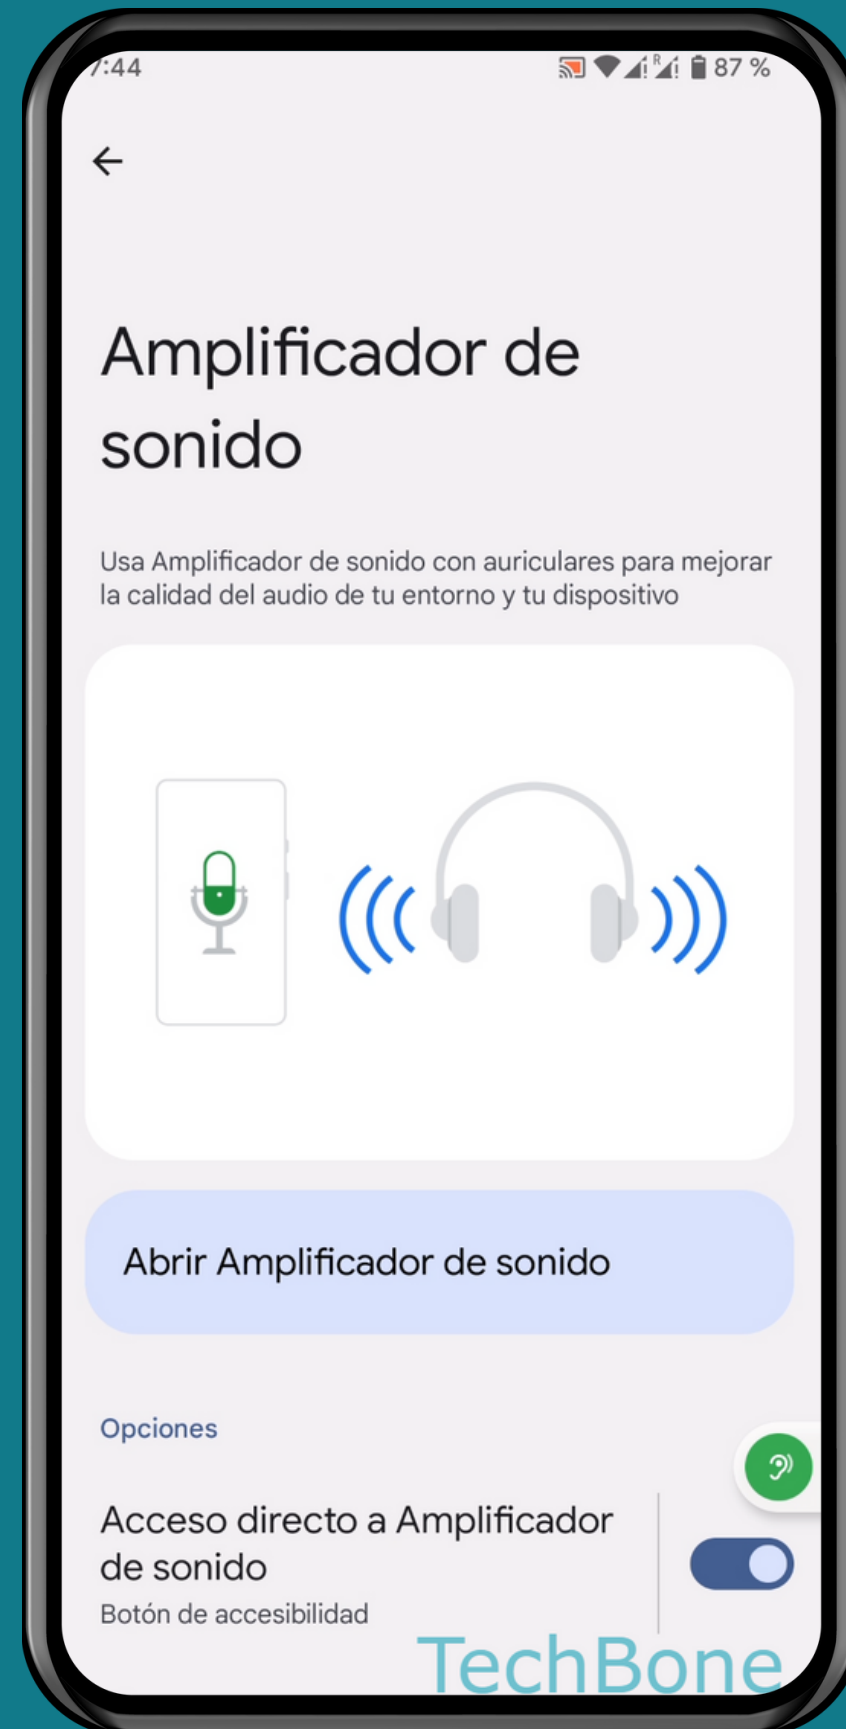 7:44
R
87 %
Amplificador de
sonido
Usa Amplificador de sonido con auriculares para mejorar
la calidad del audio de tu entorno y tu dispositivo
Abrir Amplificador de sonido
Opciones
Acceso directo a Amplificador
de sonido
Botón de accesibilidad
TechBone